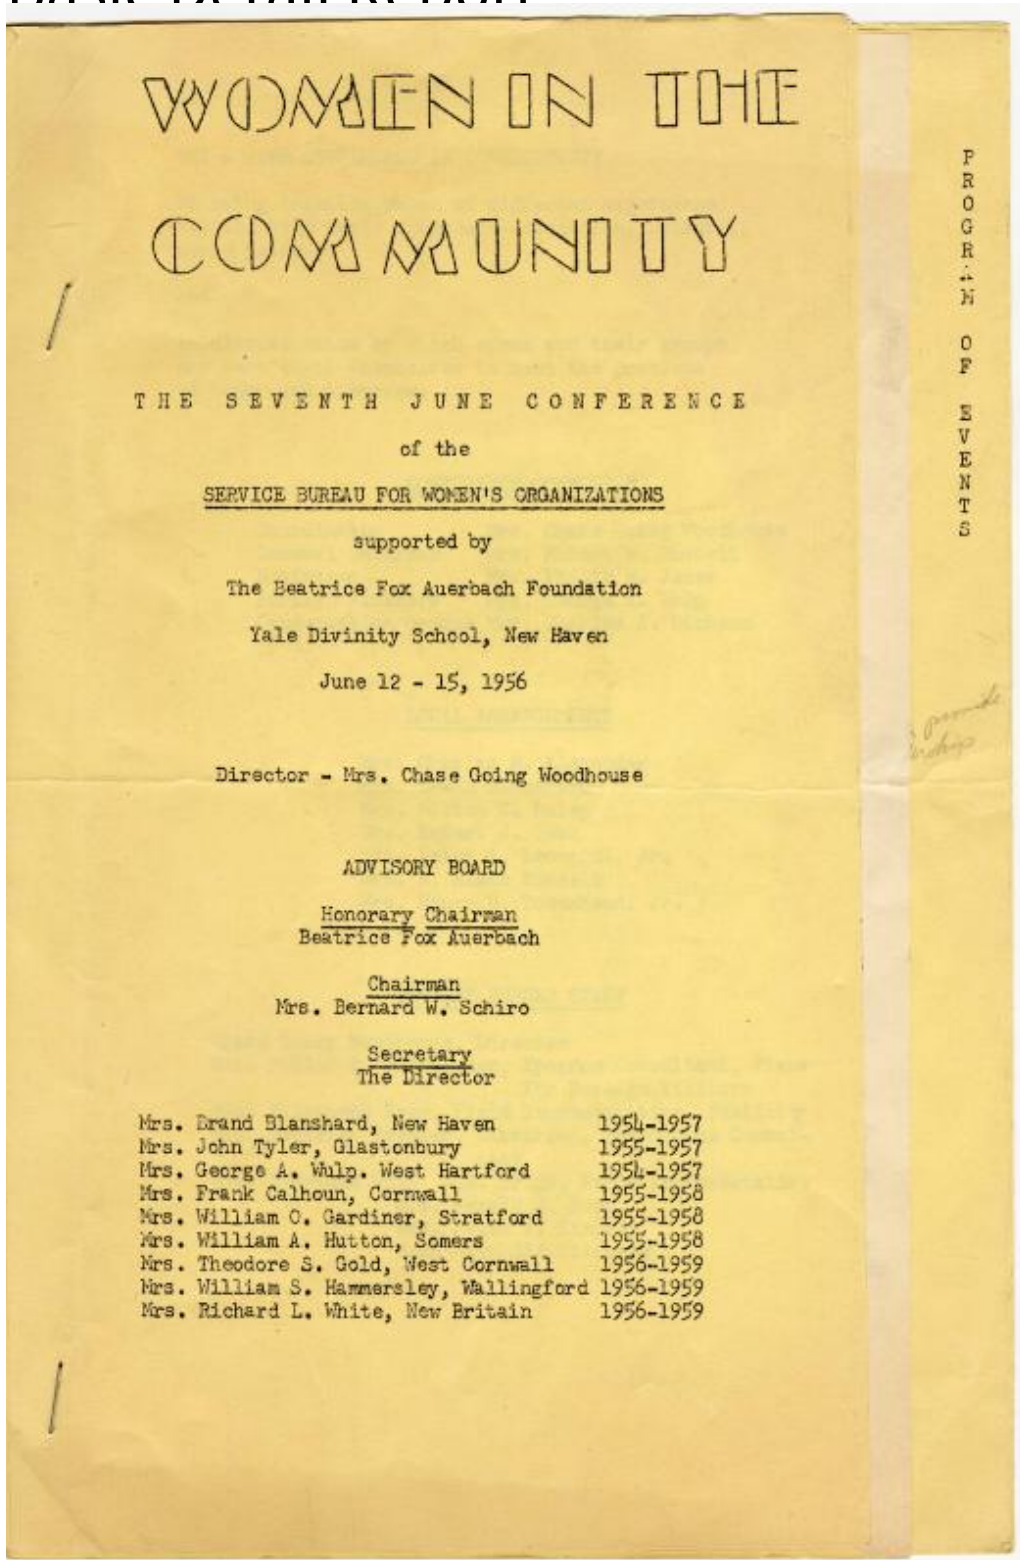 WOMEN IN THE
COMMUNITY
THE SEVENTH JUNE CONFERENCE
of the
SERVICE BUREAU FOR WOMEN'S ORGANIZATIONS
supported by
The Beatrice Fox Auerbach Foundation
Yale Divinity School, New Haven
June 12 - 15, 1956
Director - Mrs. Chase Going Woodhouse
ADVISORY BOARD
Honorary Chairman
Beatrice Fox Auerbach
Chairman
Mrs. Bernard W. Schiro
Secretary
The Director
Mrs. Brand Blanshard, New Haven 1954-1957
Mrs. John Tyler, Glastonbury 1955-1957
Mrs. George A. Wulp. West Hartford 1954-1957
Mrs. Frank Calhoun, Cornwall 1955-1958
Mrs. William O. Gardiner, Stratford 1955-1958
Mrs. William A. Hutton, Somers 1955-1958
Mrs. Theodore S. Gold, West Cornwall 1956-1959
Mrs. William S. Hammersley, Wallingford 1956-1959
Mrs. Richard L. White, New Britain 1956-1959
PROGRAM OF EVENTS
provide